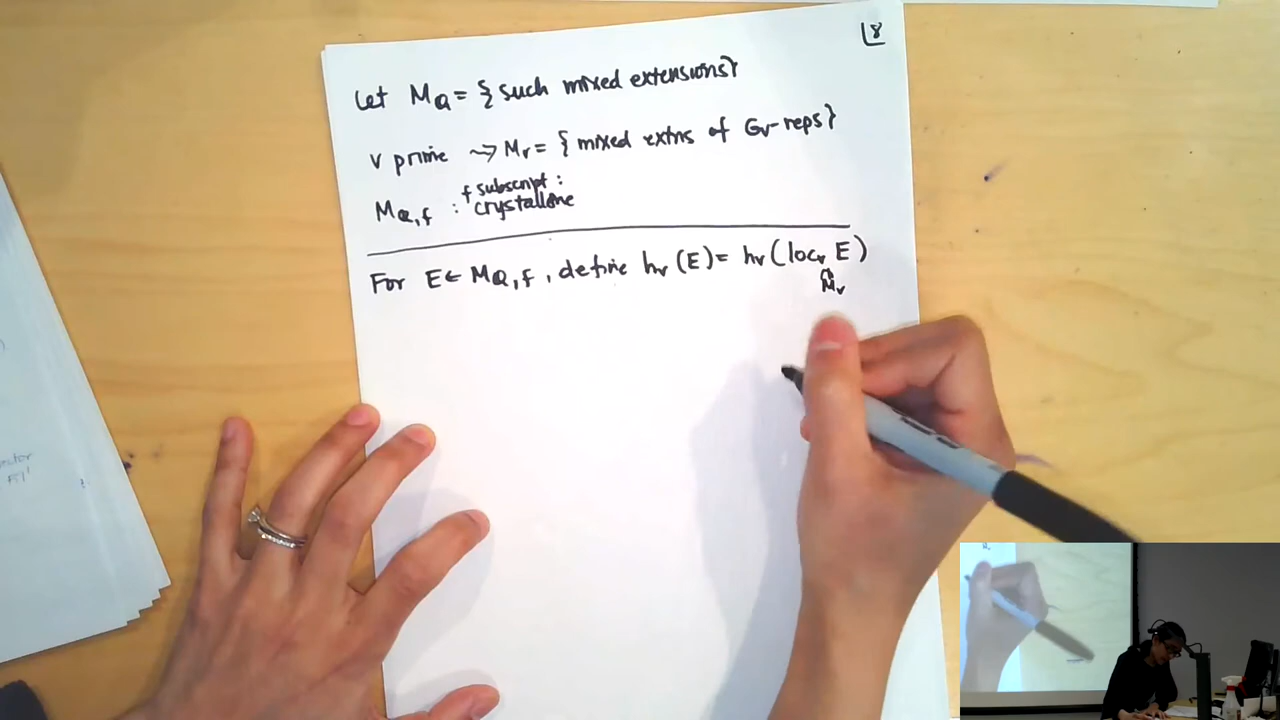 8
Let M_Q = { such mixed extensions }
v prime ⇝ M_v = { mixed extns of G_v-reps }
M_Q,f : f subscript : crystalline
For E ∈ M_Q,f , define h_v (E) = h_v ( loc_v E )
∩ M_v